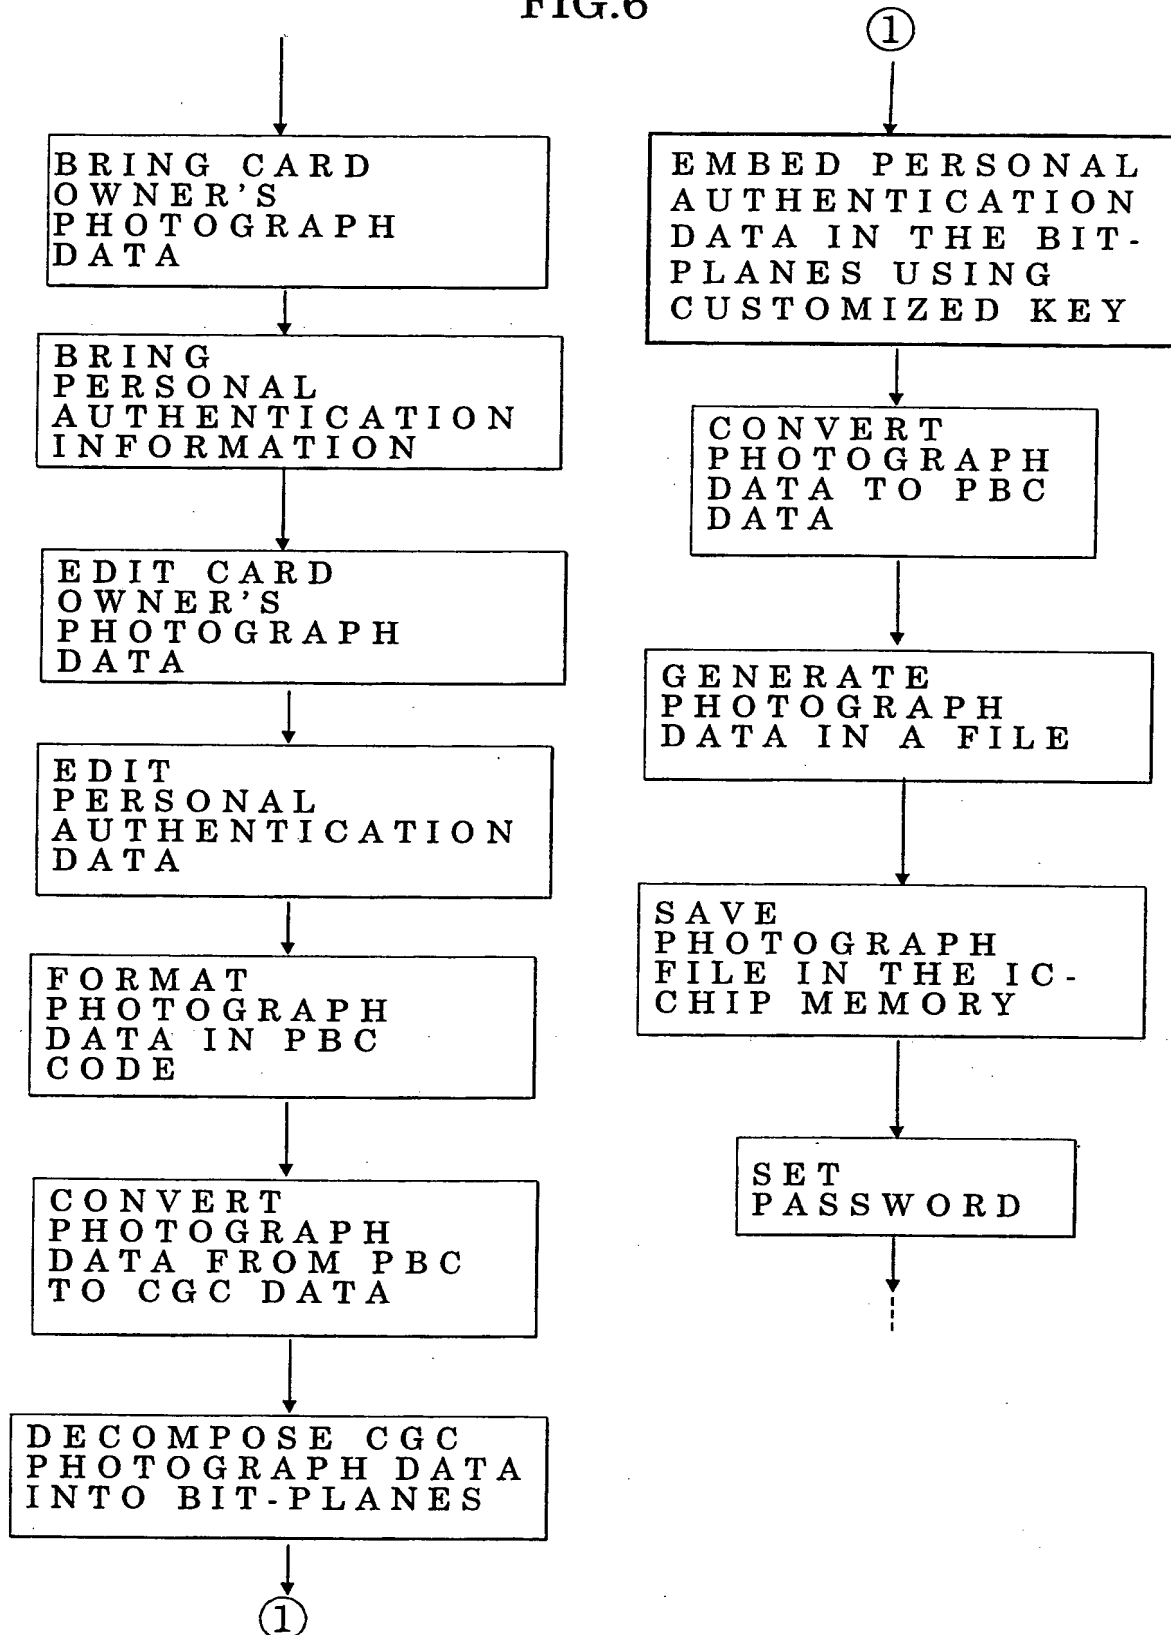 FIG.6
BRING CARD
OWNER'S
PHOTOGRAPH
DATA
BRING
PERSONAL
AUTHENTICATION
INFORMATION
EDIT CARD
OWNER'S
PHOTOGRAPH
DATA
EDIT
PERSONAL
AUTHENTICATION
DATA
FORMAT
PHOTOGRAPH
DATA IN PBC
CODE
CONVERT
PHOTOGRAPH
DATA FROM PBC
TO CGC DATA
DECOMPOSE CGC
PHOTOGRAPH DATA
INTO BIT-PLANES
①
①
EMBED PERSONAL
AUTHENTICATION
DATA IN THE BIT-
PLANES USING
CUSTOMIZED KEY
CONVERT
PHOTOGRAPH
DATA TO PBC
DATA
GENERATE
PHOTOGRAPH
DATA IN A FILE
SAVE
PHOTOGRAPH
FILE IN THE IC-
CHIP MEMORY
SET
PASSWORD